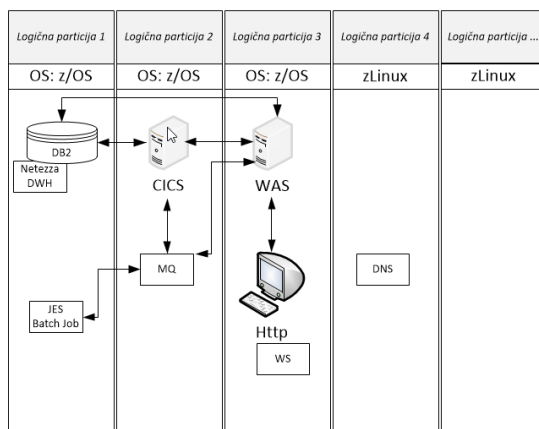 Logična particija 1
Logična particija 2
Logična particija 3
Logična particija 4
Logična particija ...
OS: z/OS
OS: z/OS
OS: z/OS
zLinux
zLinux
DB2
Netezza
DWH
CICS
WAS
MQ
DNS
JES
Batch Job
Http
WS